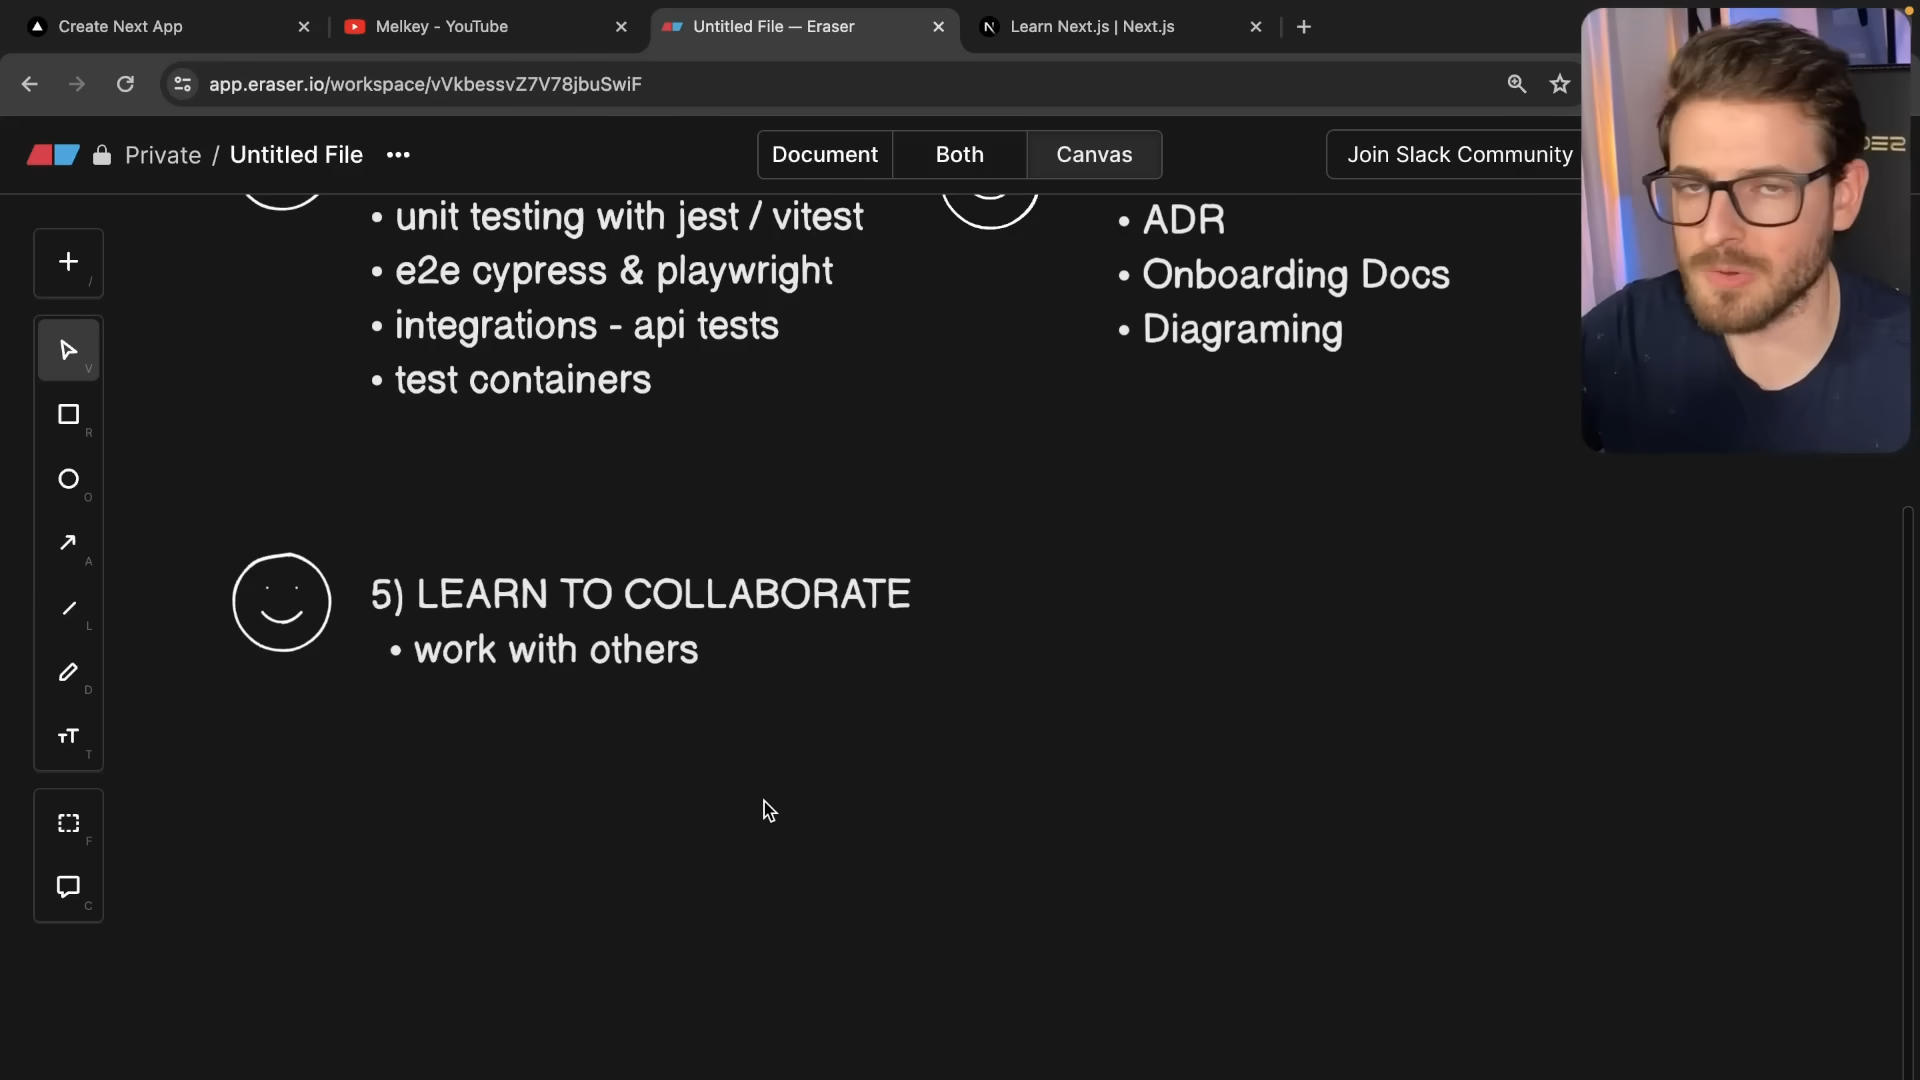 Create Next App
Melkey - YouTube
Untitled File — Eraser
Learn Next.js | Next.js
app.eraser.io/workspace/vVkbessvZ7V78jbuSwiF
Private / Untitled File
Document
Both
Canvas
Join Slack Community
• unit testing with jest / vitest
• e2e cypress & playwright
• integrations - api tests
• test containers
• ADR
• Onboarding Docs
• Diagraming
5) LEARN TO COLLABORATE
• work with others
/
V
R
O
A
L
D
T
F
C